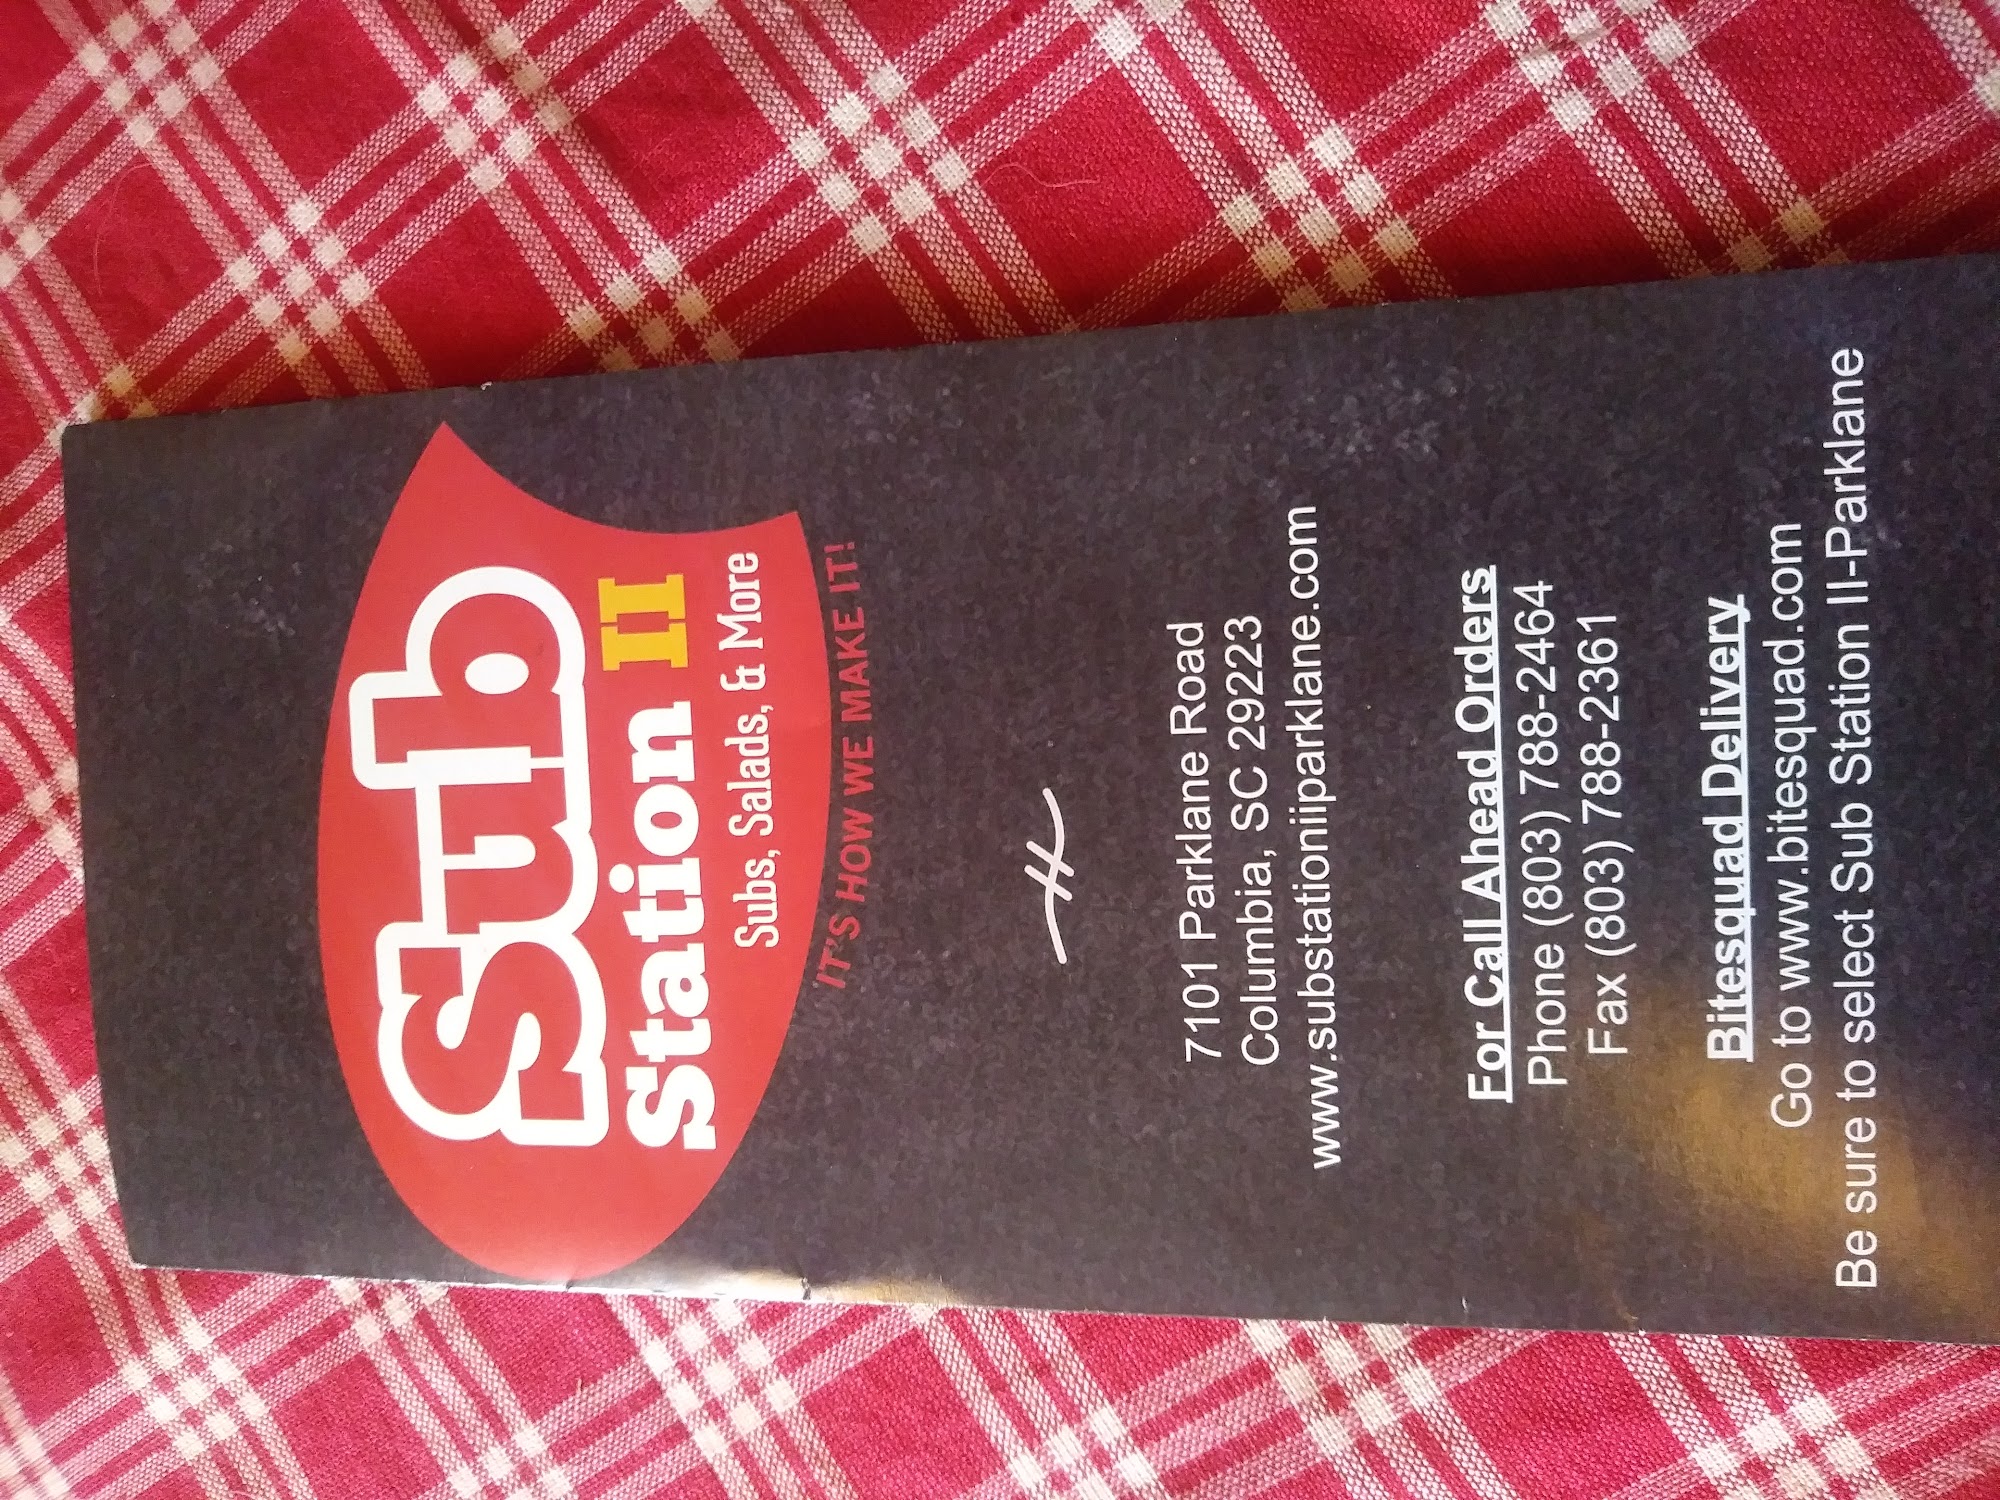 Sub
Station II
Subs, Salads, & More
IT'S HOW WE MAKE IT!
7101 Parklane Road
Columbia, SC 29223
www.substationiiparklane.com
For Call Ahead Orders
Phone (803) 788-2464
Fax (803) 788-2361
Bitesquad Delivery
Go to www.bitesquad.com
Be sure to select Sub Station II-Parklane